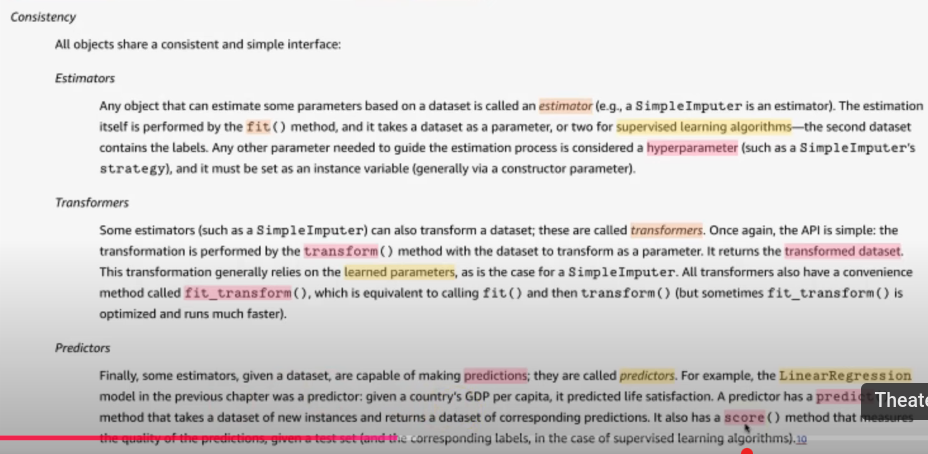 Consistency
All objects share a consistent and simple interface:
Estimators
Any object that can estimate some parameters based on a dataset is called an estimator (e.g., a SimpleImputer is an estimator). The estimation
itself is performed by the fit() method, and it takes a dataset as a parameter, or two for supervised learning algorithms—the second dataset
contains the labels. Any other parameter needed to guide the estimation process is considered a hyperparameter (such as a SimpleImputer's
strategy), and it must be set as an instance variable (generally via a constructor parameter).
Transformers
Some estimators (such as a SimpleImputer) can also transform a dataset; these are called transformers. Once again, the API is simple: the
transformation is performed by the transform() method with the dataset to transform as a parameter. It returns the transformed dataset.
This transformation generally relies on the learned parameters, as is the case for a SimpleImputer. All transformers also have a convenience
method called fit_transform(), which is equivalent to calling fit() and then transform() (but sometimes fit_transform() is
optimized and runs much faster).
Predictors
Finally, some estimators, given a dataset, are capable of making predictions; they are called predictors. For example, the LinearRegression
model in the previous chapter was a predictor: given a country's GDP per capita, it predicted life satisfaction. A predictor has a predic
Theate
method that takes a dataset of new instances and returns a dataset of corresponding predictions. It also has a score() method that measures
the quality of the predictions, given a test set (and the corresponding labels, in the case of supervised learning algorithms).10